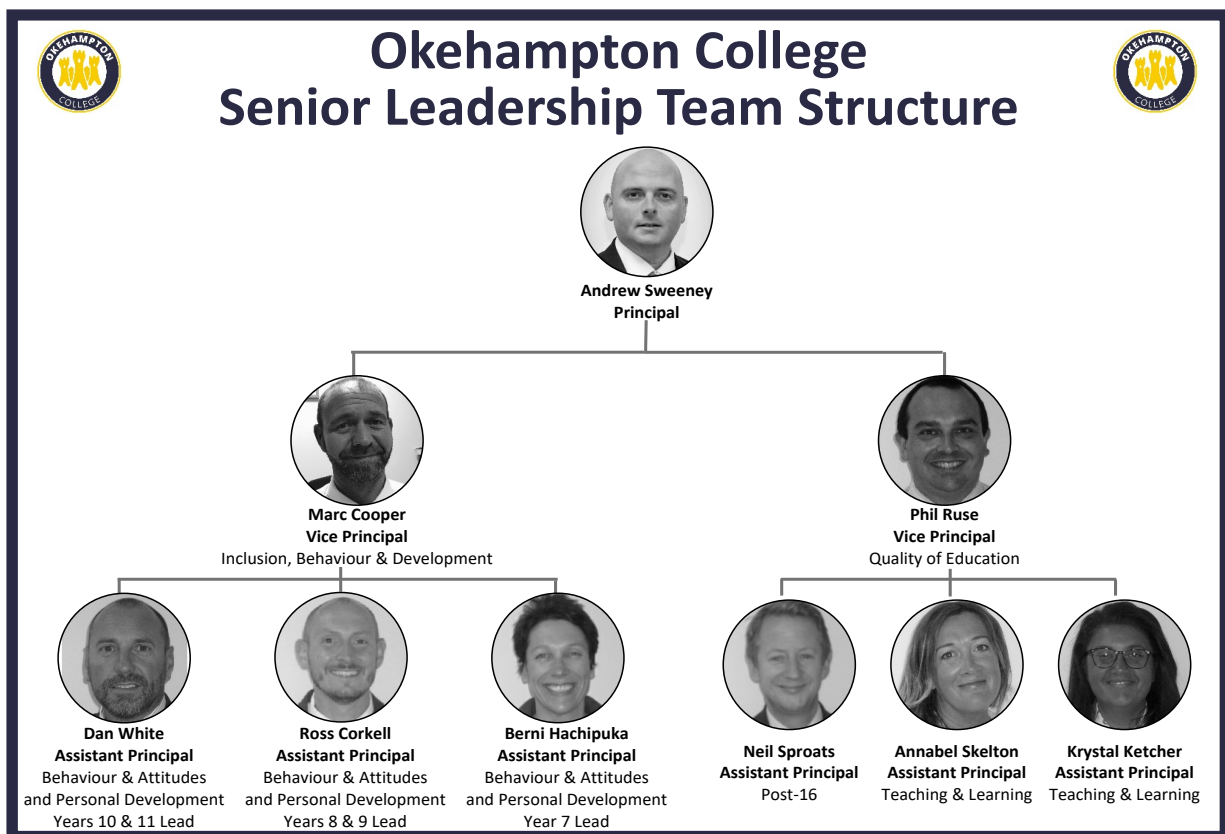 OKEHAMPTON
COLLEGE
Okehampton College
Senior Leadership Team Structure
OKEHAMPTON
COLLEGE
Andrew Sweeney
Principal
Marc Cooper
Vice Principal
Inclusion, Behaviour & Development
Phil Ruse
Vice Principal
Quality of Education
Dan White
Assistant Principal
Behaviour & Attitudes
and Personal Development
Years 10 & 11 Lead
Ross Corkell
Assistant Principal
Behaviour & Attitudes
and Personal Development
Years 8 & 9 Lead
Berni Hachipuka
Assistant Principal
Behaviour & Attitudes
and Personal Development
Year 7 Lead
Neil Sproats
Assistant Principal
Post-16
Annabel Skelton
Assistant Principal
Teaching & Learning
Krystal Ketcher
Assistant Principal
Teaching & Learning